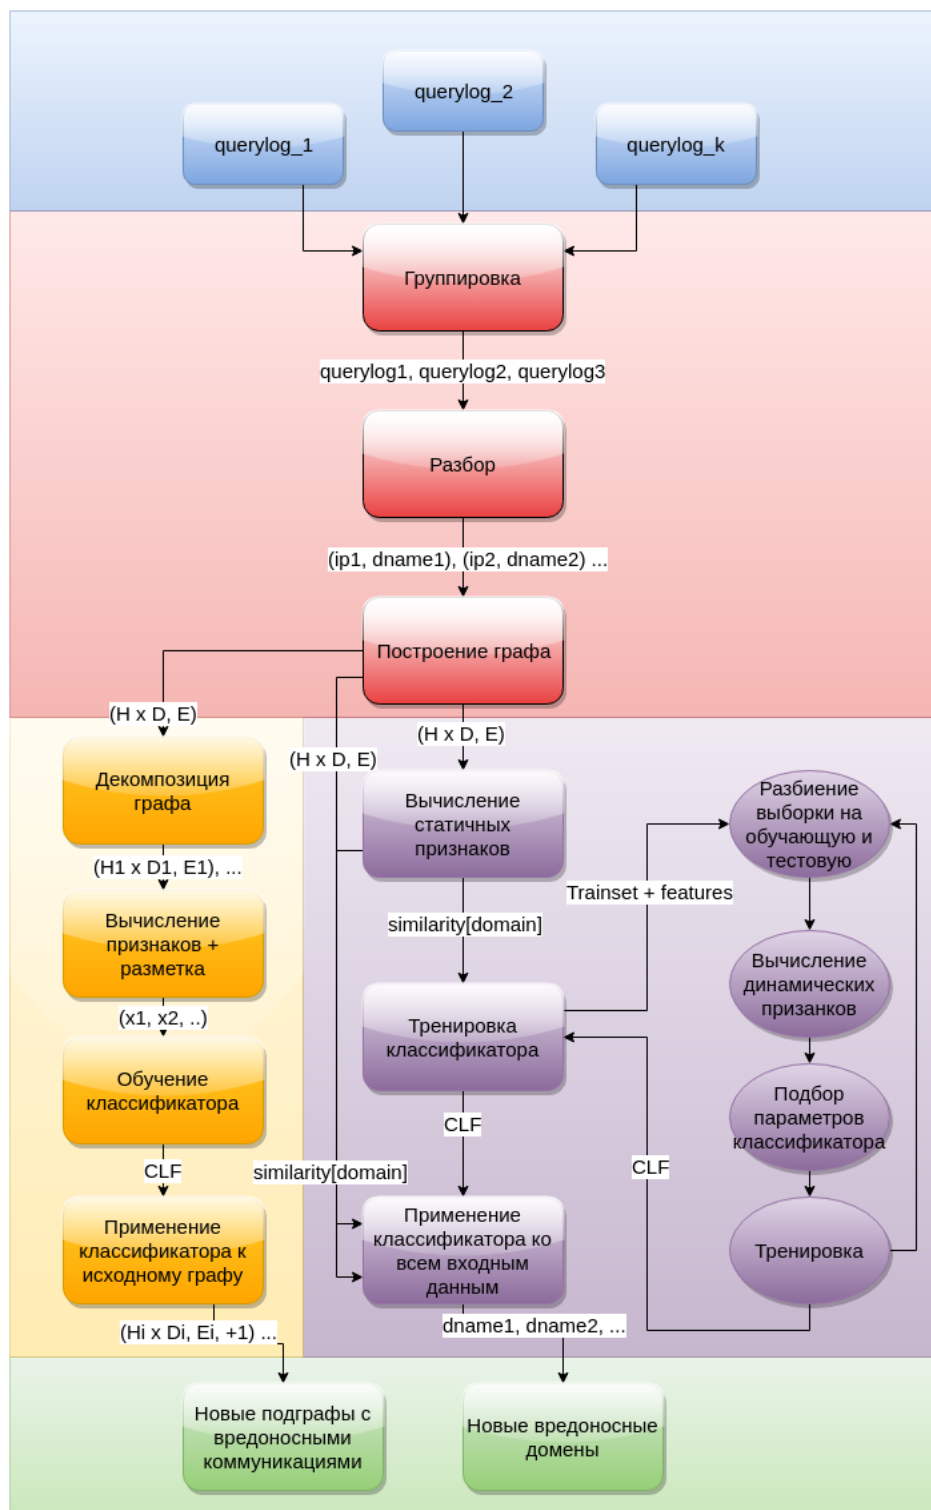 querylog_2
querylog_1
querylog_k
Группировка
querylog1, querylog2, querylog3
Разбор
(ip1, dname1), (ip2, dname2) ...
Построение графа
(H x D, E)
(H x D, E)
(H x D, E)
Декомпозиция
графа
(H1 x D1, E1), ...
Вычисление
признаков +
разметка
(x1, x2, ..)
Обучение
классификатора
CLF
Применение
классификатора к
исходному графу
(Hi x Di, Ei, +1) ...
Вычисление
статичных
признаков
similarity[domain]
Тренировка
классификатора
CLF
similarity[domain]
Применение
классификатора ко
всем входным
данным
dname1, dname2, ...
Trainset + features
CLF
Разбиение
выборки на
обучающую и
тестовую
Вычисление
динамических
призанков
Подбор
параметров
классификатора
Тренировка
Новые подграфы с
вредоносными
коммуникациями
Новые вредоносные
домены